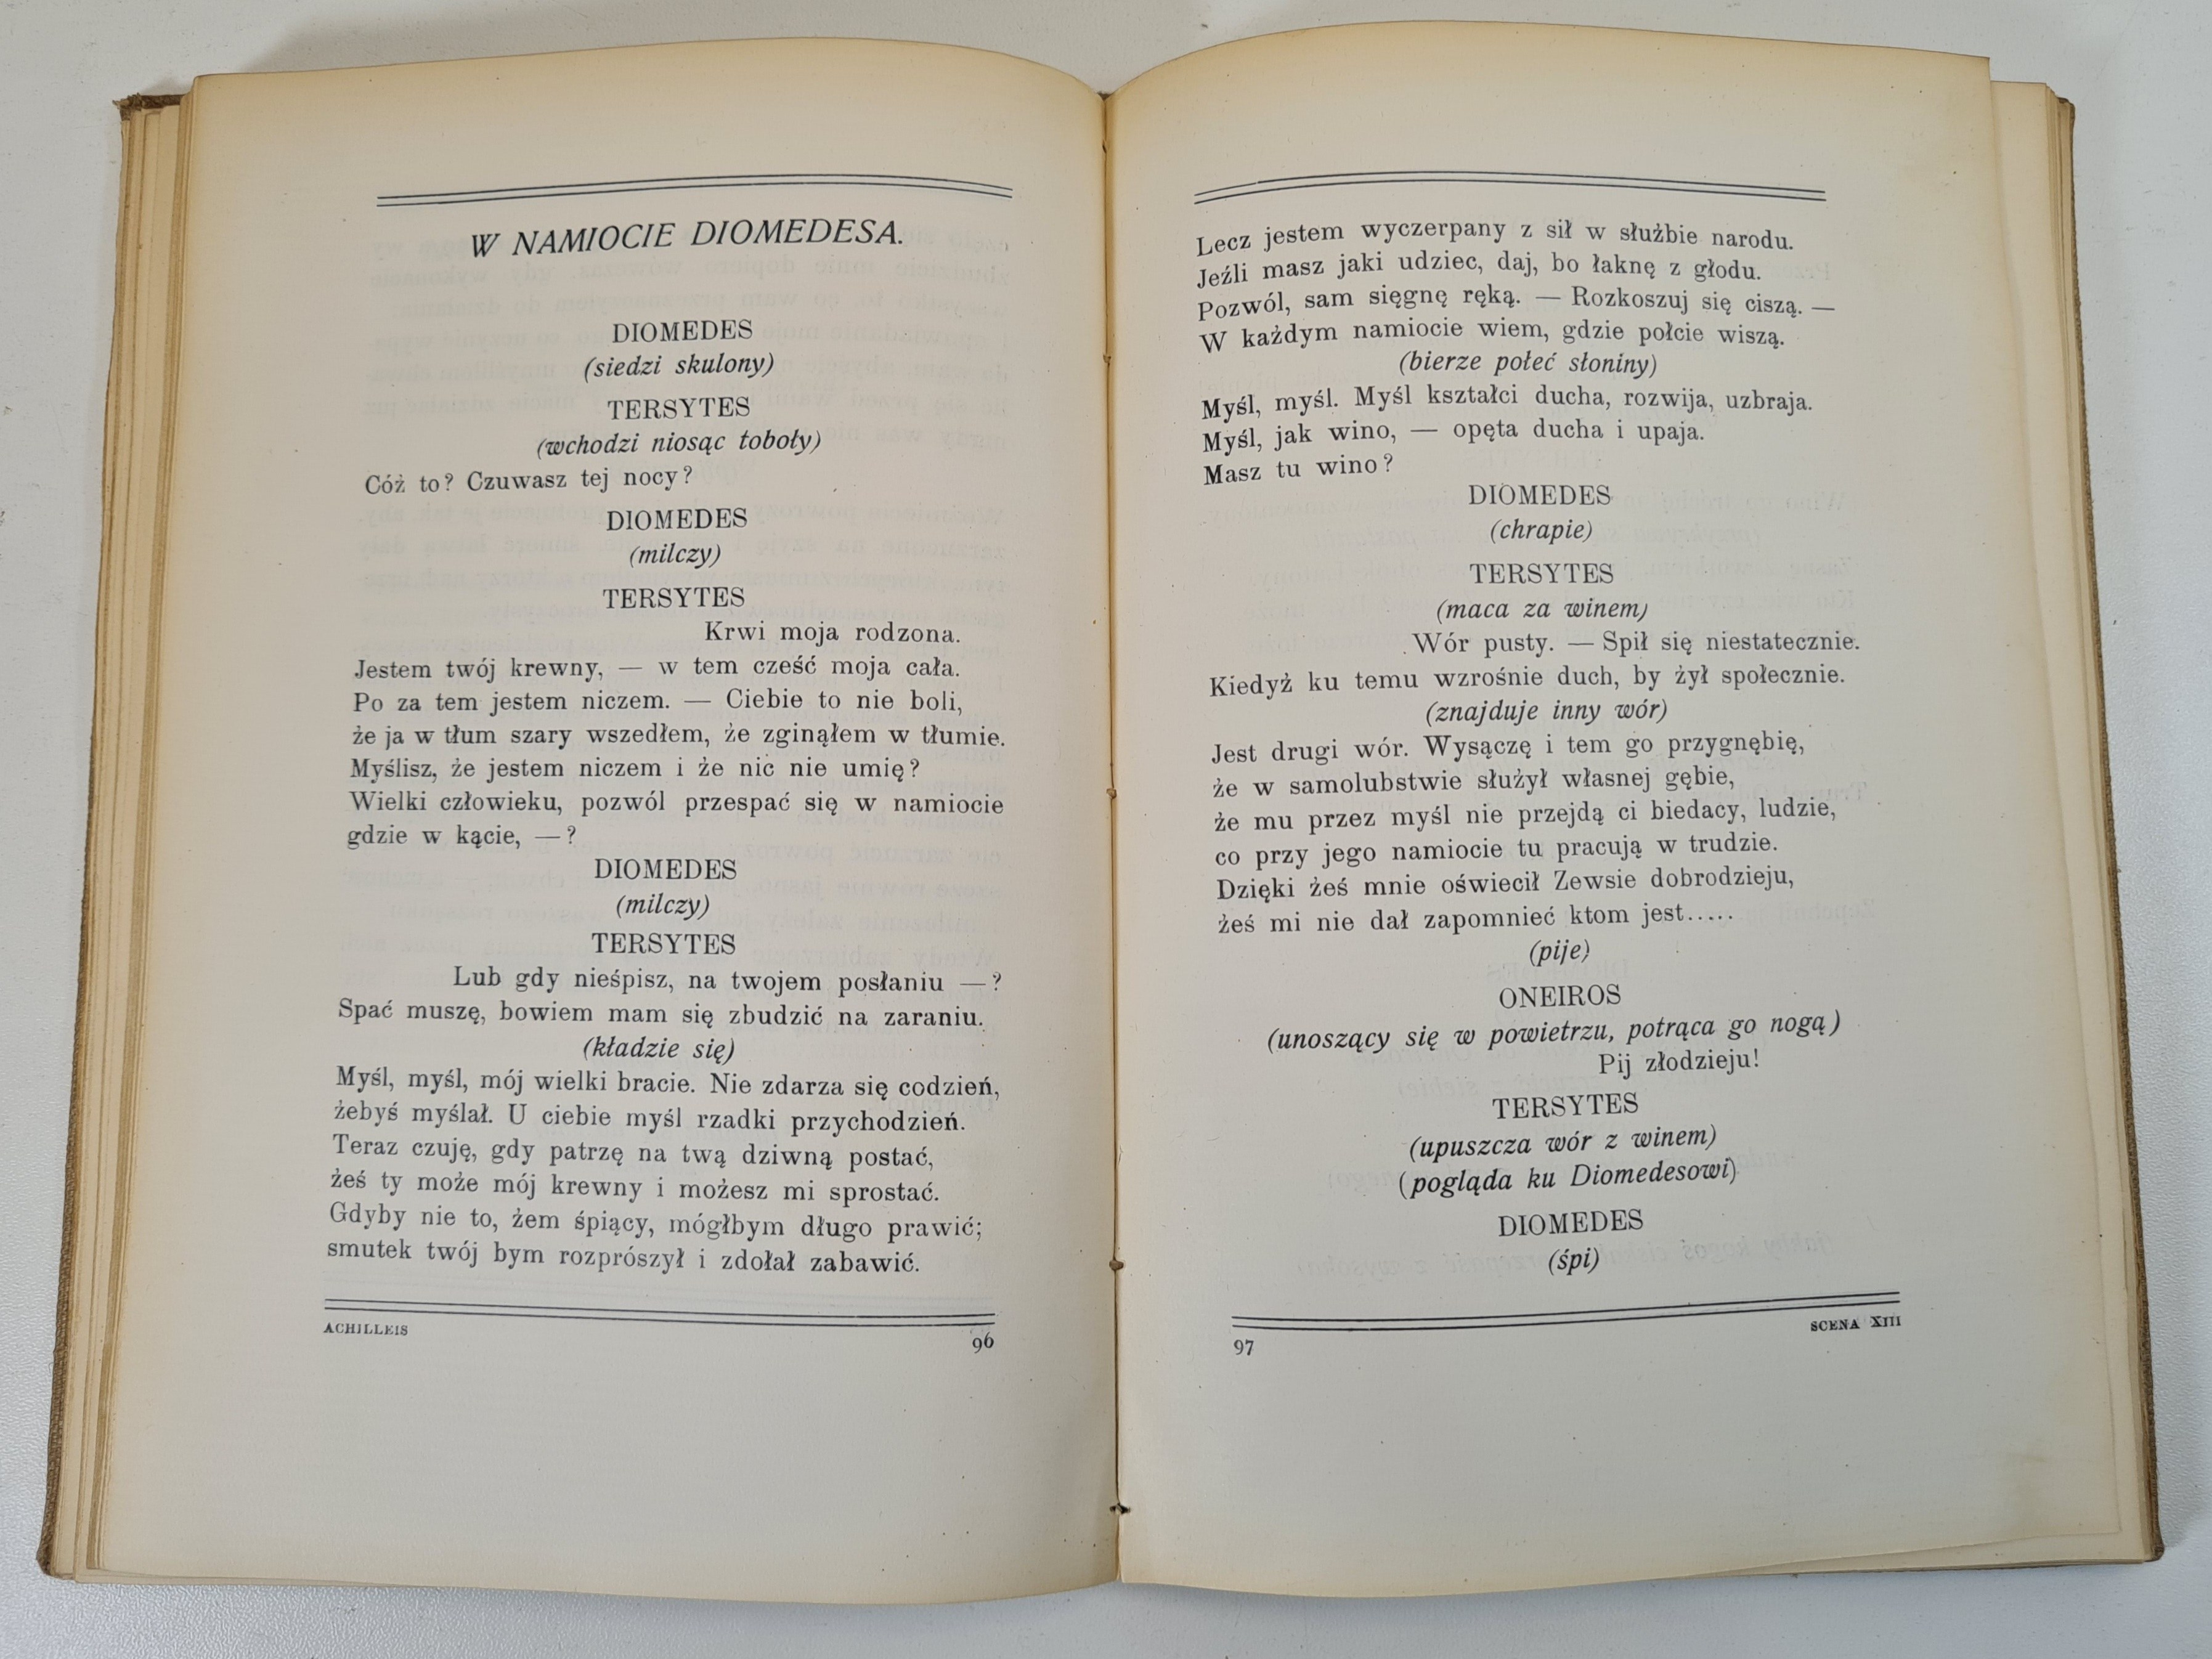 W NAMIOCIE DIOMEDESA.
DIOMEDES
(siedzi skulony)
TERSYTES
(wchodzi niosąc toboły)
Cóż to? Czuwasz tej nocy?
DIOMEDES
(milczy)
TERSYTES
Krwi moja rodzona.
Jestem twój krewny, — w tem cześć moja cała.
Po za tem jestem niczem. — Ciebie to nie boli,
że ja w tłum szary wszedłem, że zginąłem w tłumie.
Myślisz, że jestem niczem i że nic nie umię?
Wielki człowieku, pozwól przespać się w namiocie
gdzie w kącie, — ?
DIOMEDES
(milczy)
TERSYTES
Lub gdy nieśpisz, na twojem posłaniu — ?
Spać muszę, bowiem mam się zbudzić na zaraniu.
(kładzie się)
Myśl, myśl, mój wielki bracie. Nie zdarza się codzień,
żebyś myślał. U ciebie myśl rzadki przychodzień.
Teraz czuję, gdy patrzę na twą dziwną postać,
żeś ty może mój krewny i możesz mi sprostać.
Gdyby nie to, żem śpiący, mógłbym długo prawić;
smutek twój bym rozprószył i zdołał zabawić.
ACHILLEIS
96
Lecz jestem wyczerpany z sił w służbie narodu.
Jeźli masz jaki udziec, daj, bo łaknę z głodu.
Pozwól, sam sięgnę ręką. — Rozkoszuj się ciszą. —
W każdym namiocie wiem, gdzie połcie wiszą.
(bierze połeć słoniny)
Myśl, myśl. Myśl kształci ducha, rozwija, uzbraja.
Myśl, jak wino, — opęta ducha i upaja.
Masz tu wino?
DIOMEDES
(chrapie)
TERSYTES
(maca za winem)
Wór pusty. — Spił się niestatecznie.
Kiedyż ku temu wzrośnie duch, by żył społecznie.
(znajduje inny wór)
Jest drugi wór. Wysączę i tem go przygnębię,
że w samolubstwie służył własnej gębie,
że mu przez myśl nie przejdą ci biedacy, ludzie,
co przy jego namiocie tu pracują w trudzie.
Dzięki żeś mnie oświecił Zewsie dobrodzieju,
żeś mi nie dał zapomnieć ktom jest.....
(pije)
ONEIROS
(unoszący się w powietrzu, potrąca go nogą)
Pij złodzieju!
TERSYTES
(upuszcza wór z winem)
(pogląda ku Diomedesowi)
DIOMEDES
(śpi)
97
SCENA XIII